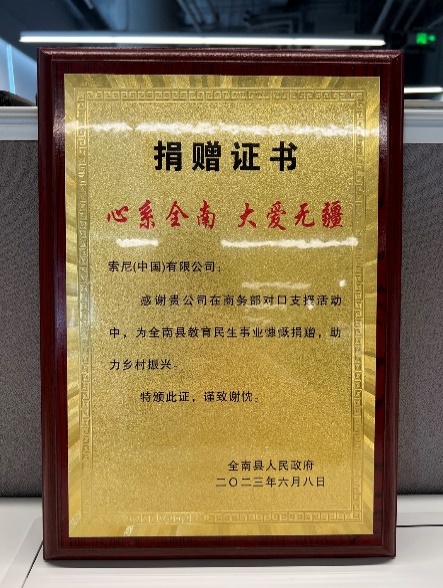 捐赠证书
心系全南 大爱无疆
索尼(中国)有限公司:
感谢贵公司在商务部对口支援活动
中，为全南县教育民生事业慷慨捐赠，助
力乡村振兴。
特颁此证，谨致谢忱。
全南县人民政府
二〇二三年六月八日